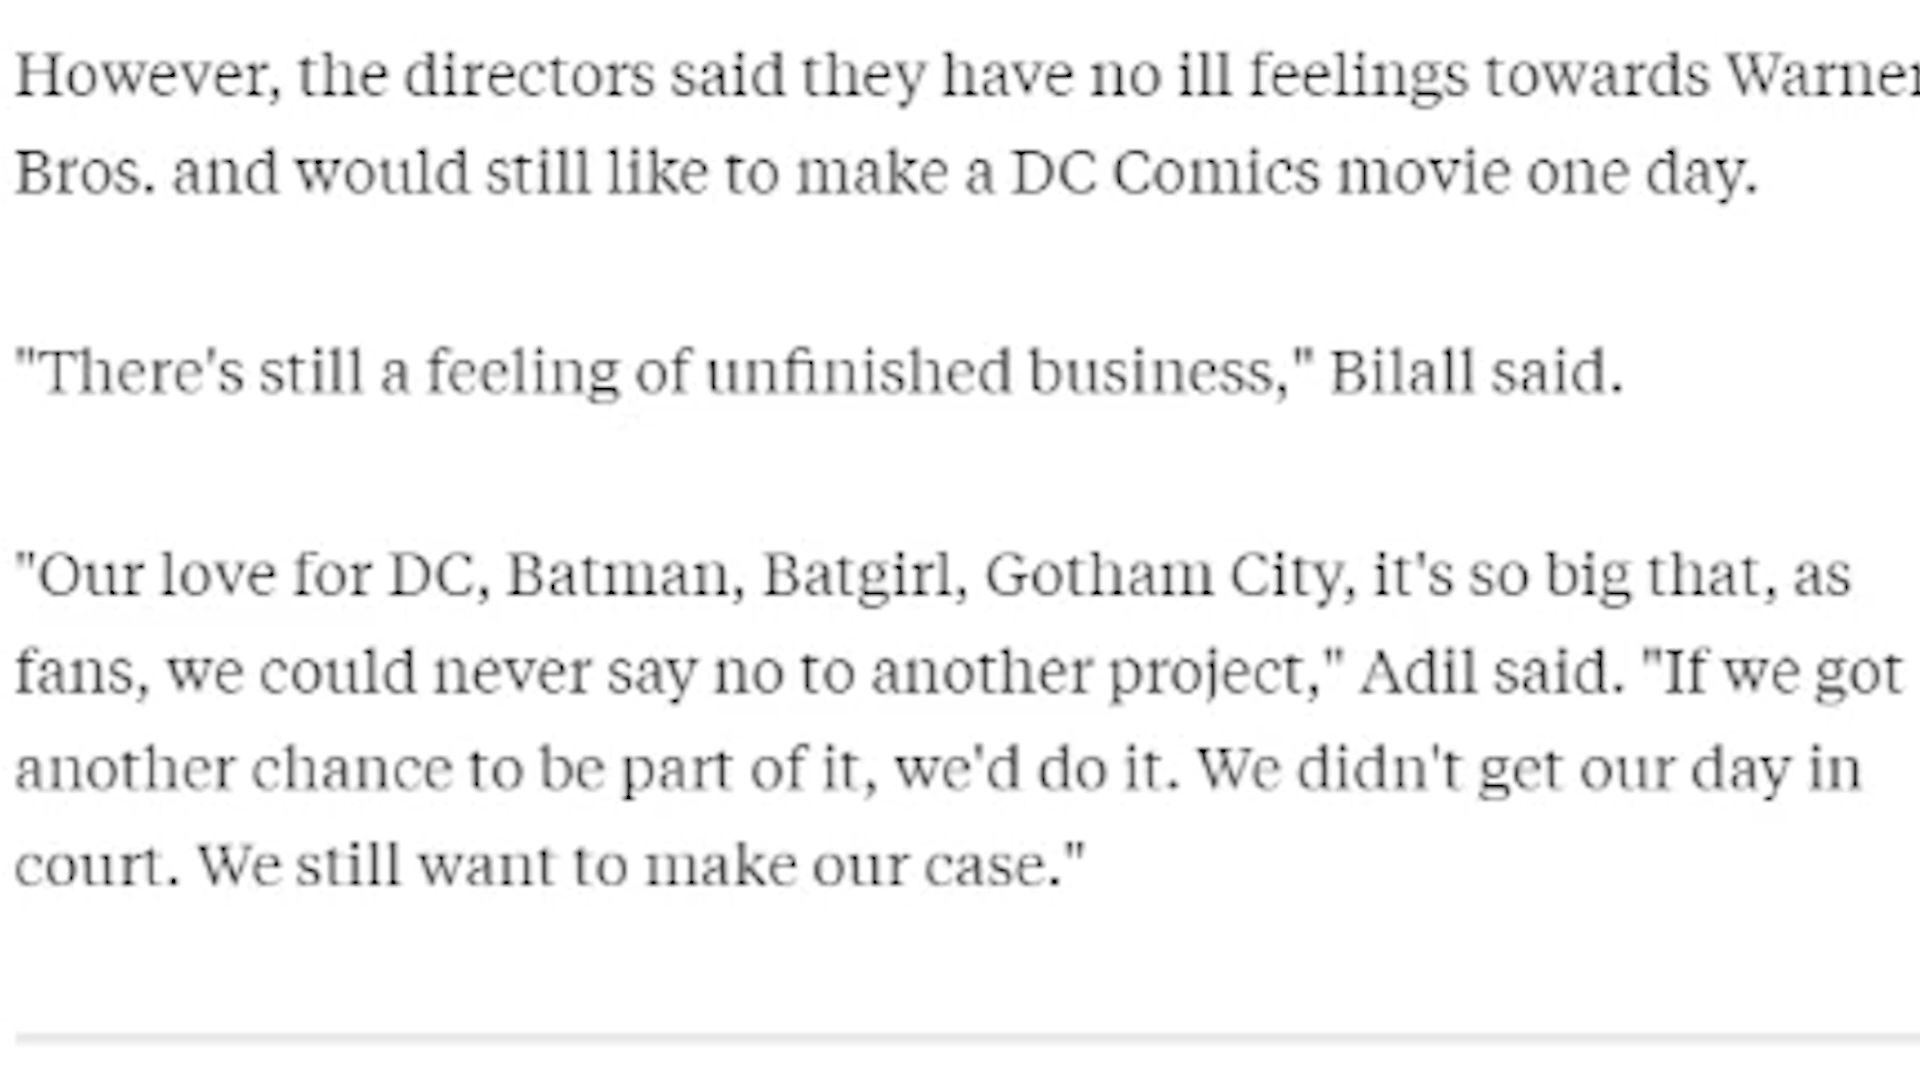 However, the directors said they have no ill feelings towards Warner
Bros. and would still like to make a DC Comics movie one day.
"There's still a feeling of unfinished business," Bilall said.
"Our love for DC, Batman, Batgirl, Gotham City, it's so big that, as
fans, we could never say no to another project," Adil said. "If we got
another chance to be part of it, we'd do it. We didn't get our day in
court. We still want to make our case."